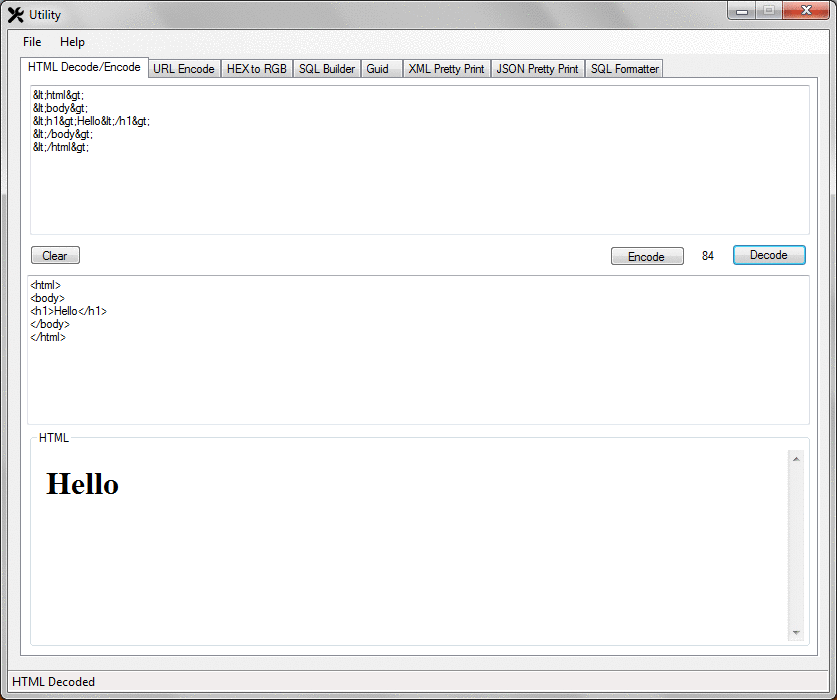 Utility
File Help
HTML Decode/Encode URL Encode HEX to RGB SQL Builder Guid XML Pretty Print JSON Pretty Print SQL Formatter
&lt;html&gt;
&lt;body&gt;
&lt;h1&gt;Hello&lt;/h1&gt;
&lt;/body&gt;
&lt;/html&gt;
Clear Encode 84 Decode
<html>
<body>
<h1>Hello</h1>
</body>
</html>
HTML
Hello
HTML Decoded